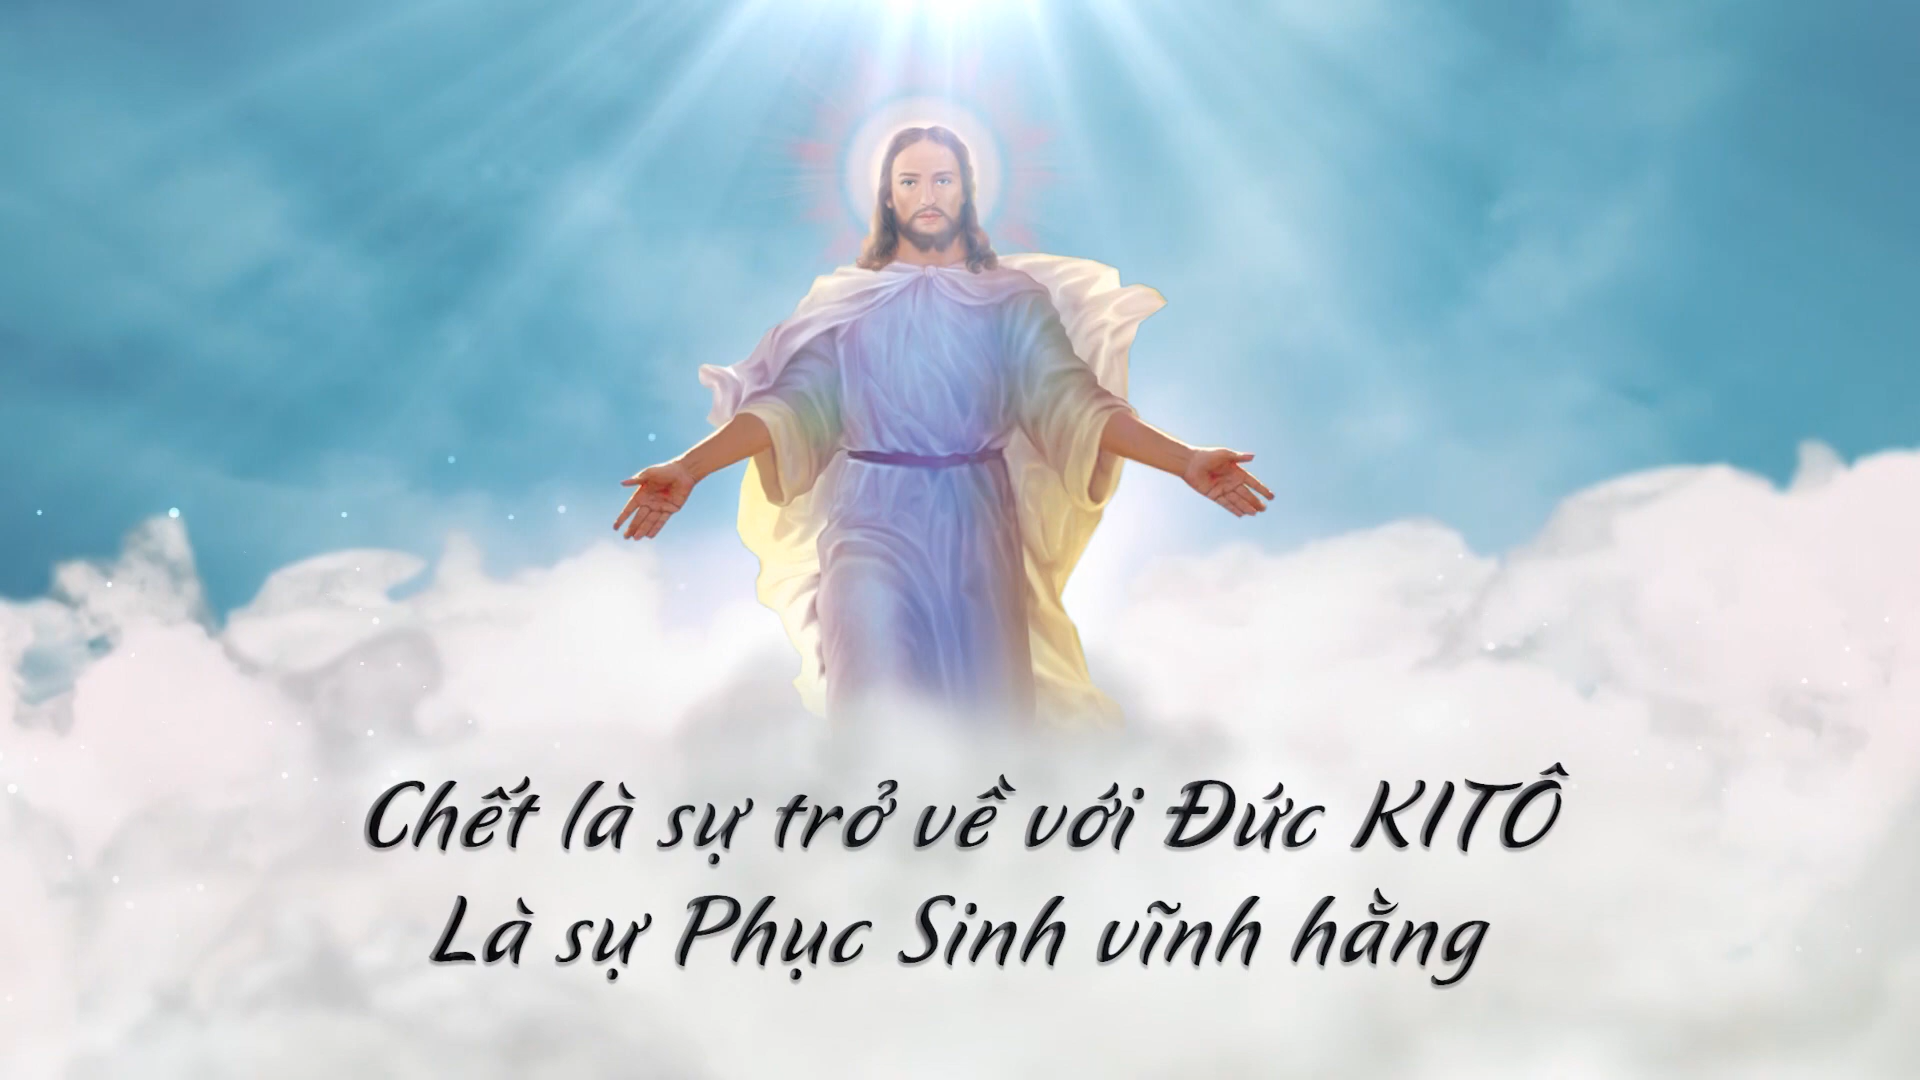 Chết là sự trở về với Đức KITÔ
Là sự Phục Sinh vĩnh hằng